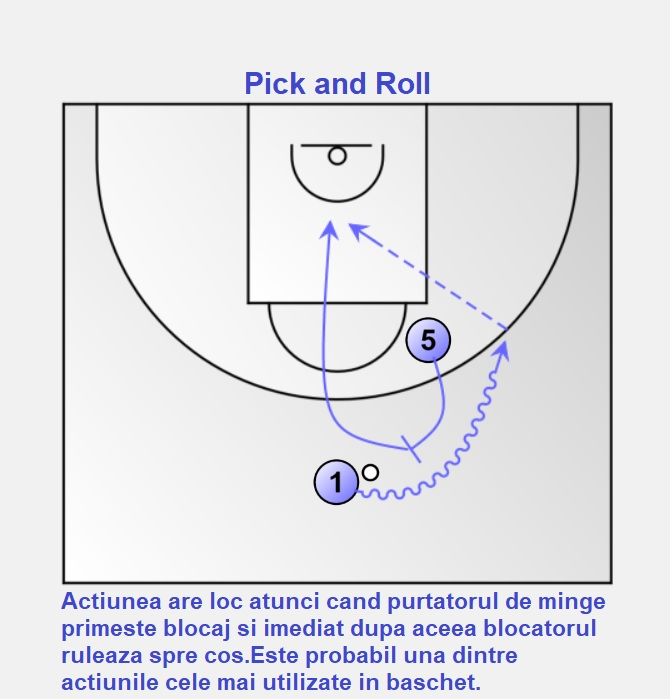 Pick and Roll
5
1
Actiunea are loc atunci cand purtatorul de minge
primeste blocaj si imediat dupa aceea blocatorul
ruleaza spre cos.Este probabil una dintre
actiunile cele mai utilizate in baschet.